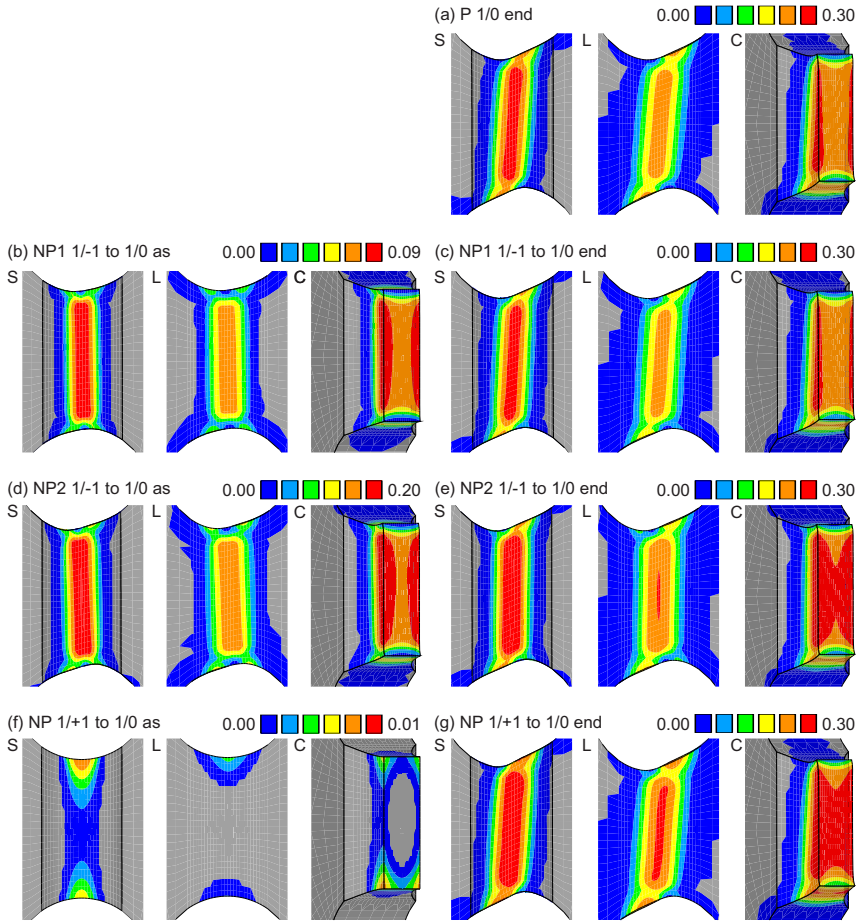 (a) P 1/0 end 0.00 0.30
S L C
(b) NP1 1/-1 to 1/0 as 0.00 0.09
S L C
(c) NP1 1/-1 to 1/0 end 0.00 0.30
S L C
(d) NP2 1/-1 to 1/0 as 0.00 0.20
S L C
(e) NP2 1/-1 to 1/0 end 0.00 0.30
S L C
(f) NP 1/+1 to 1/0 as 0.00 0.01
S L C
(g) NP 1/+1 to 1/0 end 0.00 0.30
S L C